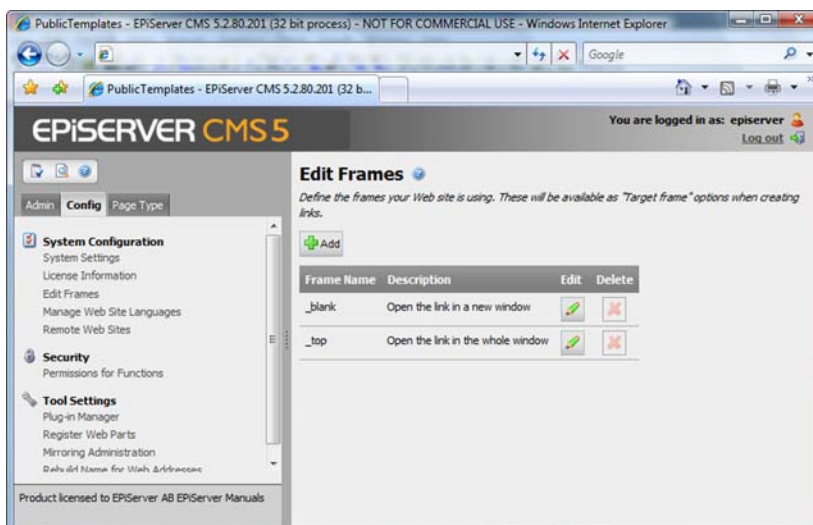 PublicTemplates - EPiServer CMS 5.2.80.201 (32 bit process) - NOT FOR COMMERCIAL USE - Windows Internet Explorer
Google
PublicTemplates - EPiServer CMS 5.2.80.201 (32 b...
EPiSERVER CMS 5
You are logged in as: episerver
Log out
Admin Config Page Type
System Configuration
System Settings
License Information
Edit Frames
Manage Web Site Languages
Remote Web Sites
Security
Permissions for Functions
Tool Settings
Plug-in Manager
Register Web Parts
Mirroring Administration
Rebuild Name for Web Addresses
Product licensed to EPiServer AB EPiServer Manuals
Edit Frames
Define the frames your Web site is using. These will be available as "Target frame" options when creating
links.
Add
Frame Name Description Edit Delete
_blank Open the link in a new window
_top Open the link in the whole window